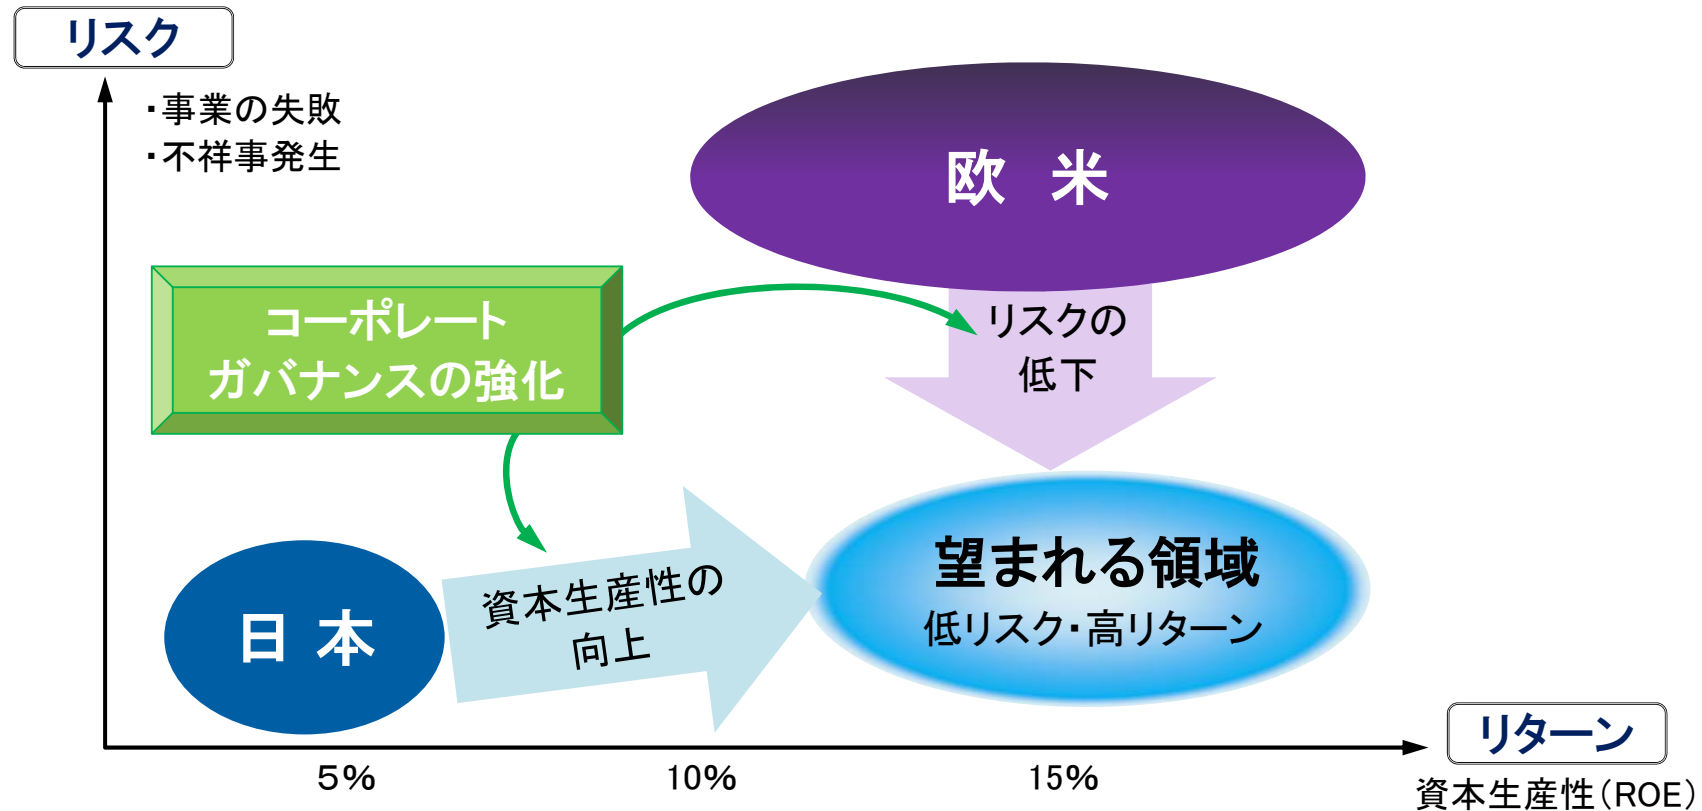 リスク
・事業の失敗
・不祥事発生
欧　米
コーポレート
ガバナンスの強化
リスクの
低下
望まれる領域
低リスク・高リターン
資本生産性の
向上
日 本
リターン
5%
10%
15%
資本生産性（ROE）